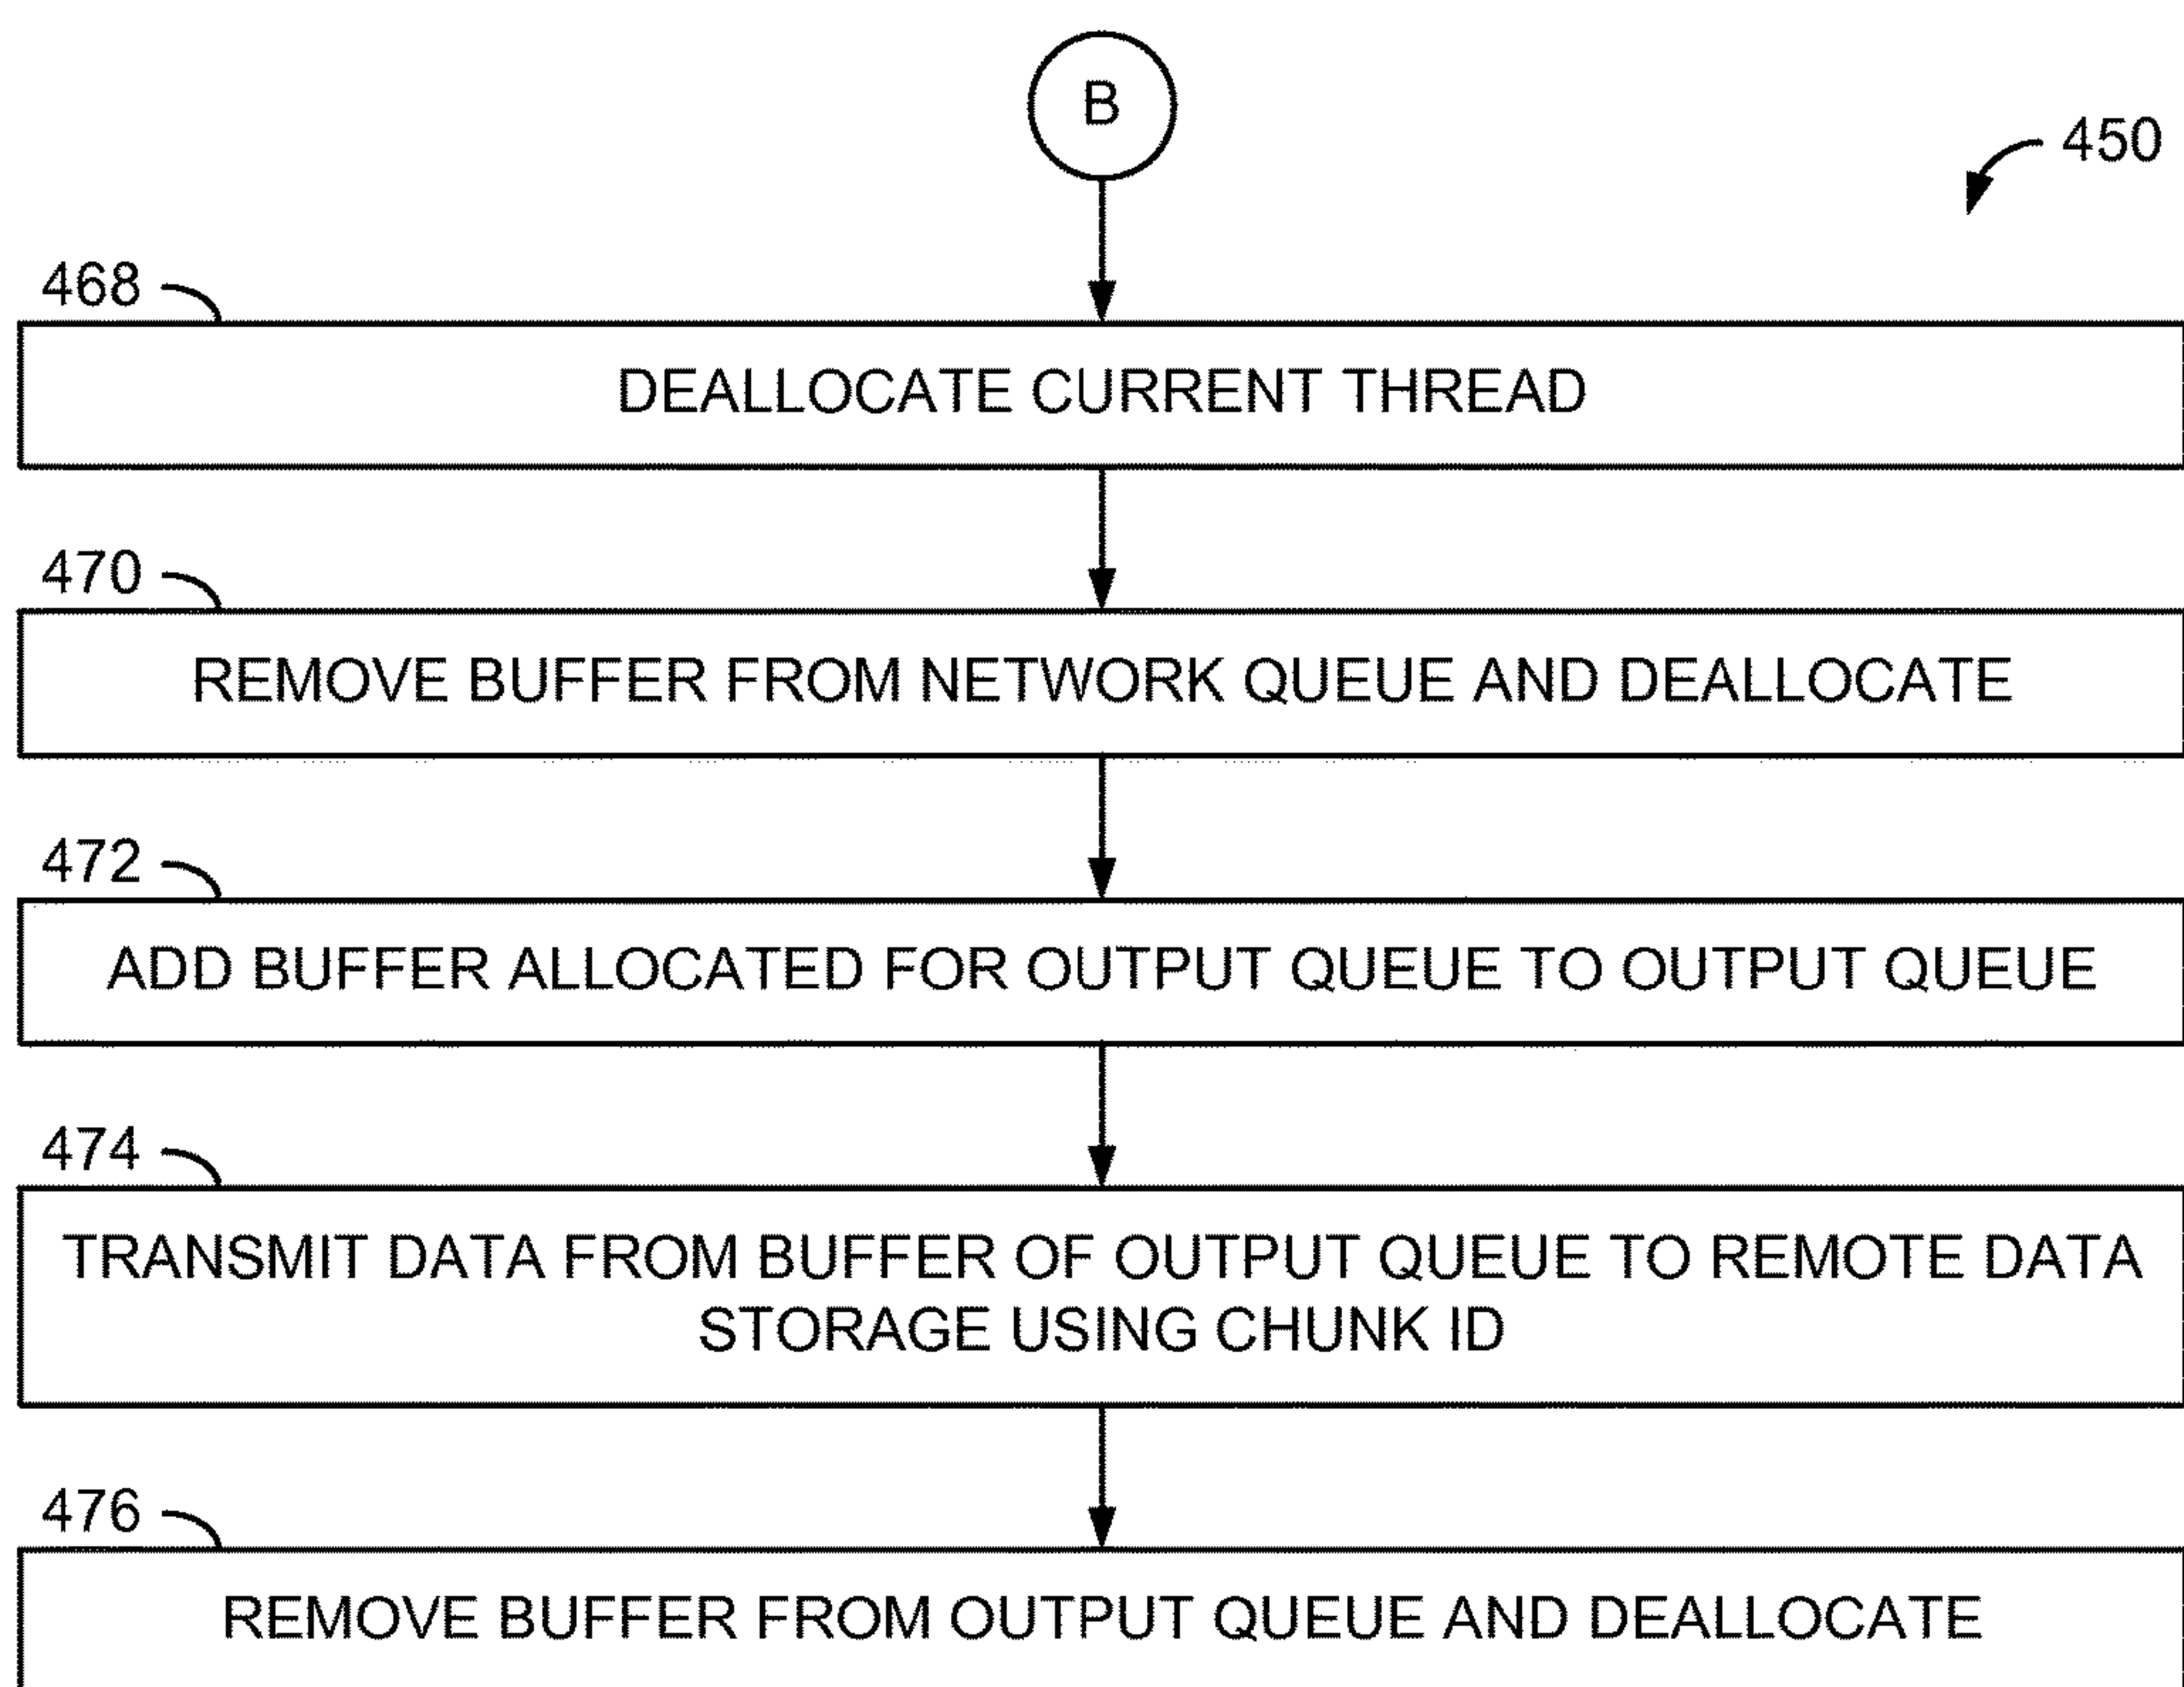 B
450
468
DEALLOCATE CURRENT THREAD
470
REMOVE BUFFER FROM NETWORK QUEUE AND DEALLOCATE
472
ADD BUFFER ALLOCATED FOR OUTPUT QUEUE TO OUTPUT QUEUE
474
TRANSMIT DATA FROM BUFFER OF OUTPUT QUEUE TO REMOTE DATA
STORAGE USING CHUNK ID
476
REMOVE BUFFER FROM OUTPUT QUEUE AND DEALLOCATE